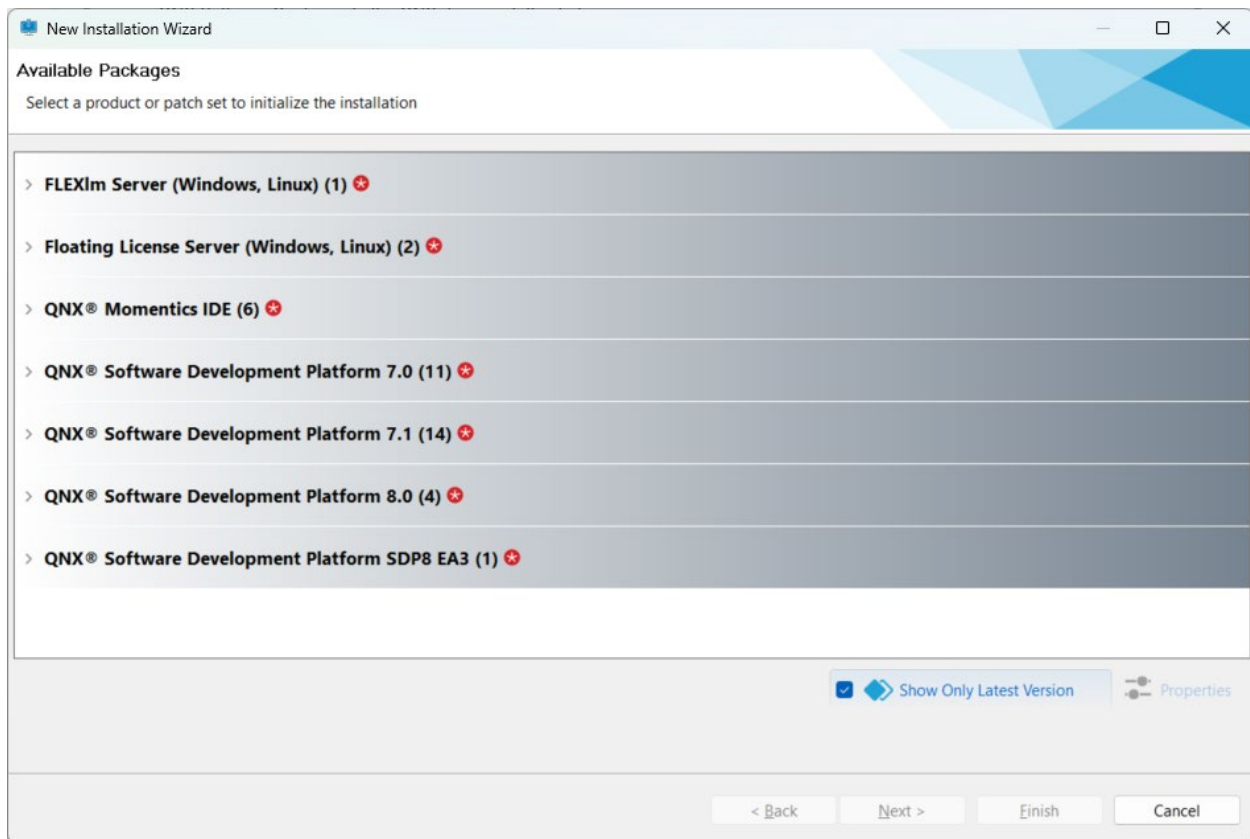 New Installation Wizard
Available Packages
Select a product or patch set to initialize the installation
FLEXlm Server (Windows, Linux) (1)
Floating License Server (Windows, Linux) (2)
QNX® Momentics IDE (6)
QNX® Software Development Platform 7.0 (11)
QNX® Software Development Platform 7.1 (14)
QNX® Software Development Platform 8.0 (4)
QNX® Software Development Platform SDP8 EA3 (1)
Show Only Latest Version
Properties
< Back
Next >
Finish
Cancel